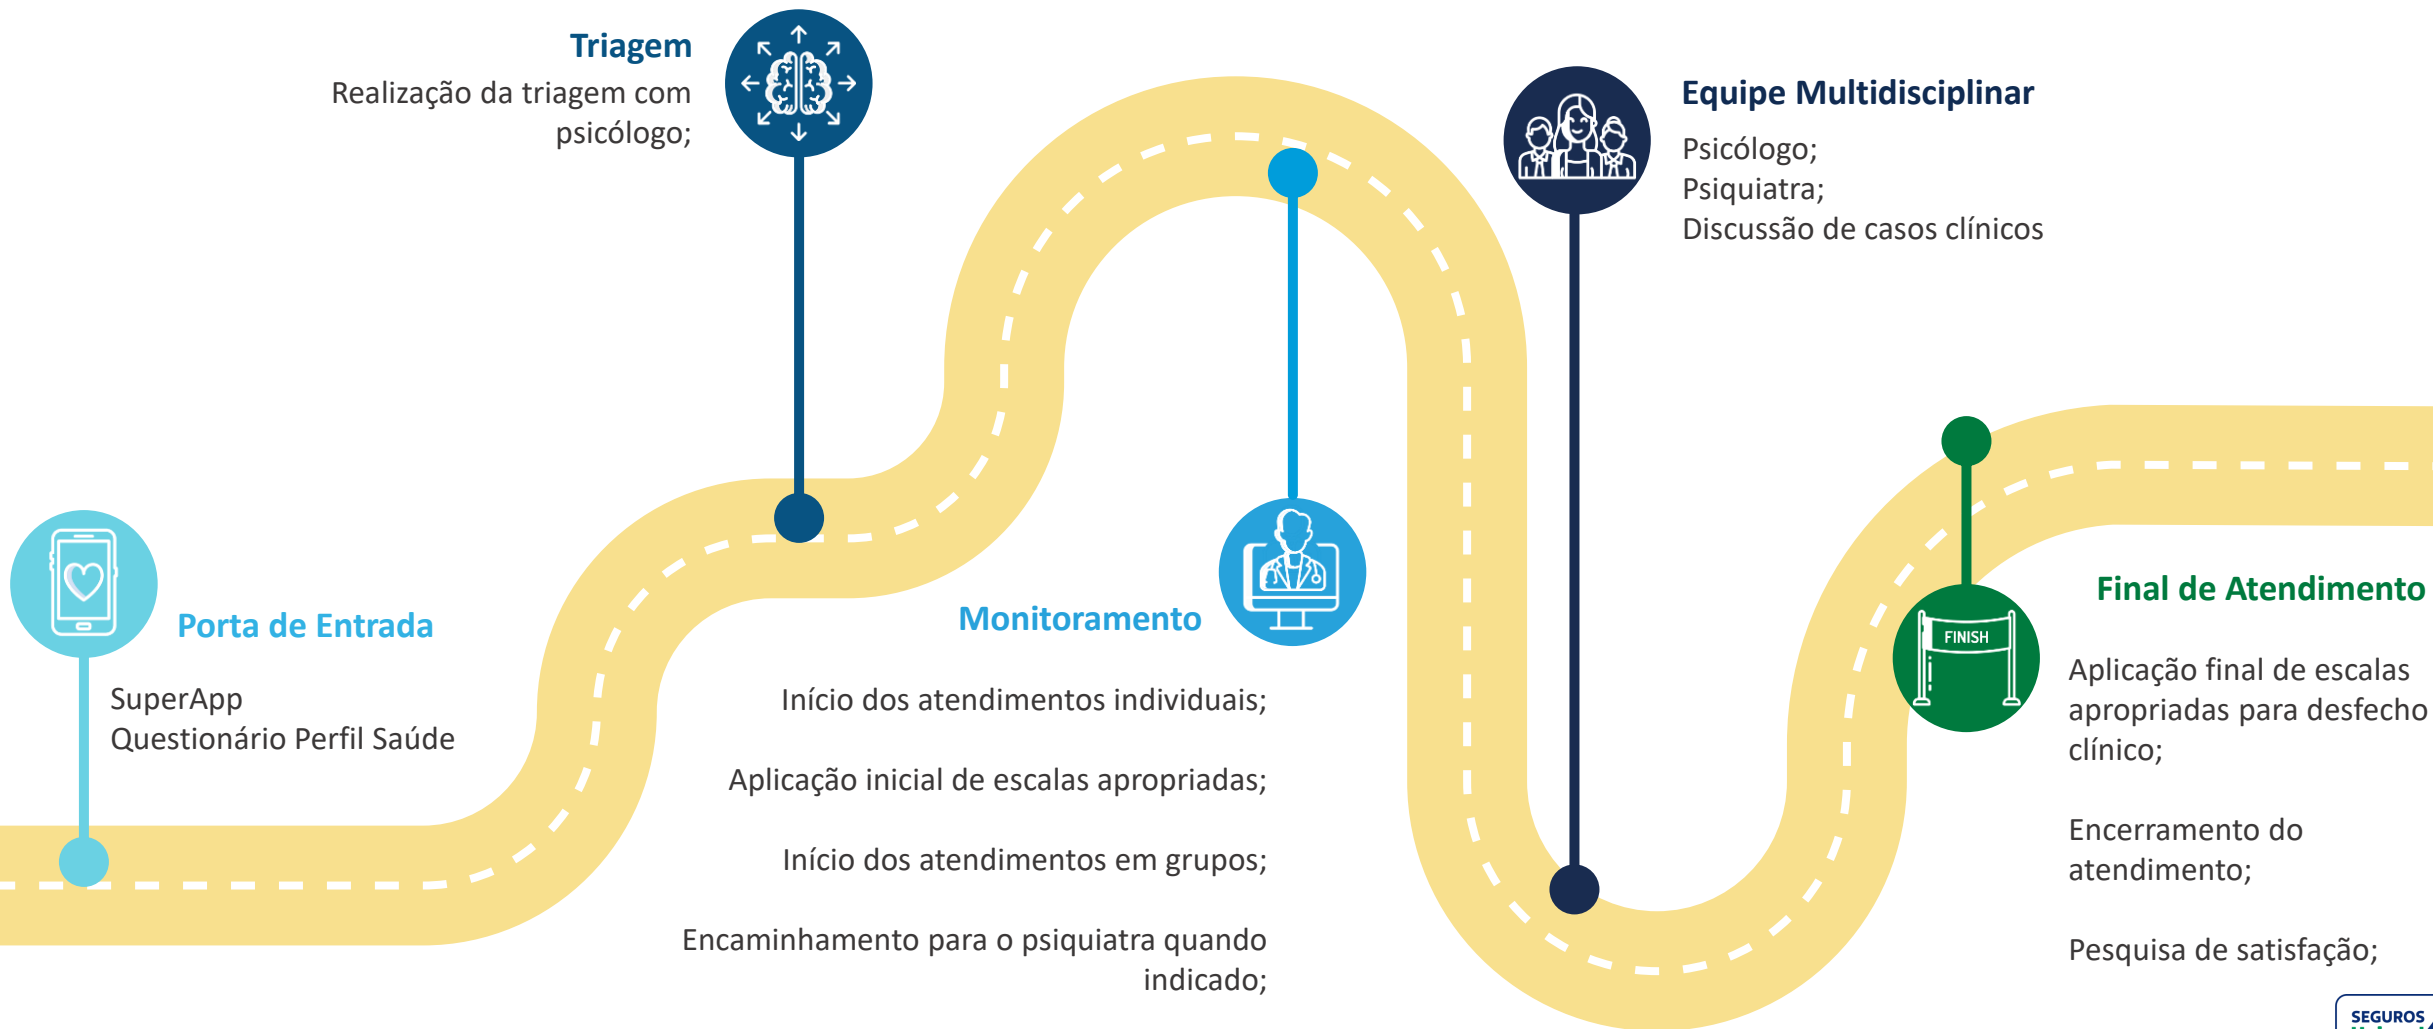 Triagem
Realização da triagem com
psicólogo;
Equipe Multidisciplinar
Psicólogo;
Psiquiatra;
Discussão de casos clínicos
Porta de Entrada
SuperApp
Questionário Perfil Saúde
Monitoramento
Início dos atendimentos individuais;
Aplicação inicial de escalas apropriadas;
Início dos atendimentos em grupos;
Encaminhamento para o psiquiatra quando
indicado;
FINISH
Final de Atendimento
Aplicação final de escalas
apropriadas para desfecho
clínico;
Encerramento do
atendimento;
Pesquisa de satisfação;
SEGUROS